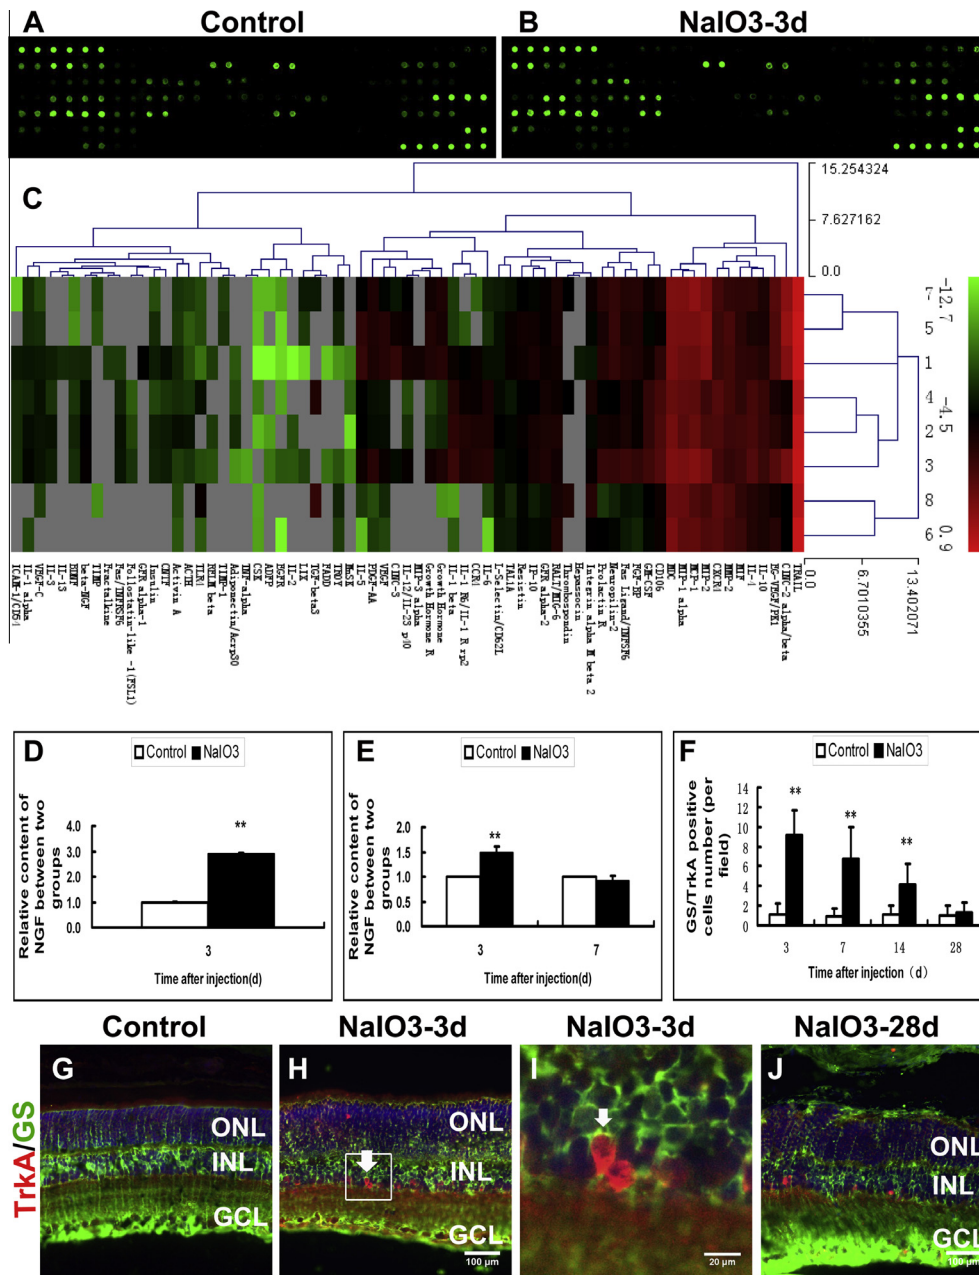 A
Control
B
NaIO3-3d
C
15.254324
7.627162
0.0
7
5
1
4
2
3
8
6
-12.7
-4.5
0.9
0.0
6.7010355
13.402071
ICAM-1/CD54
IL-1 alpha
VEGF-C
IL-3
IL-13
BDNF
beta-NGF
TIMP
Fractalkine
Fas/TNFRSF6
Follostatin-like -1(FSL1)
GFR alpha-1
Insulin
CNTF
Activin A
ACTH
TLR1
RELM beta
TIMP-1
Adiponectin/Acrp30
TNF-alpha
CSK
ADFP
EGFR
IL-2
LIX
TGF-beta3
FADD
TROY
MuSK
IL-5
PDGF-AA
VEGF
CINC-3
IL-12/IL-23 p40
MIP-3 alpha
Growth Hormone R
Growth Hormone
IL-1 beta
IL-1 R6/IL-1 R rp2
CCR4
IL-6
L-Selectin/CD62L
TAL1A
Resistin
IP-10
GFR alpha-2
RALT/MIG-6
Thrombospondin
Hepassocin
Integrin alpha M beta 2
Prolactin R
Neuropilin-2
Fas Ligand/TNFSF6
FGF-BP
GM-CSF
CD106
MDC
MIP-1 alpha
MCP-1
MIP-2
CXCR4
MMP-2
MIF
IL-4
IL-10
EG-VEGF/PK1
CINC-2 alpha/beta
TRAIL
D
Control
NaIO3
Relative content of NGF between two groups
4.0
3.0
2.0
1.0
0.0
**
3
Time after injection(d)
E
Control
NaIO3
Relative content of NGF between two groups
2.0
1.5
1.0
0.5
0.0
**
3
7
Time after injection(d)
F
Control
NaIO3
GS/TrkA positive cells number (per field)
14
12
10
8
6
4
2
0
**
**
**
3
7
14
28
Time after injection (d)
Control
NaIO3-3d
NaIO3-3d
NaIO3-28d
TrkA/GS
G
ONL
INL
GCL
100 µm
H
ONL
INL
GCL
100 µm
I
20 µm
J
ONL
INL
GCL
100 µm